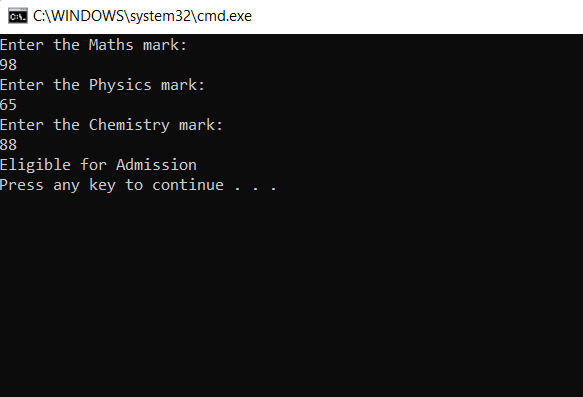 C:\WINDOWS\system32\cmd.exe
Enter the Maths mark:
98
Enter the Physics mark:
65
Enter the Chemistry mark:
88
Eligible for Admission
Press any key to continue . . .